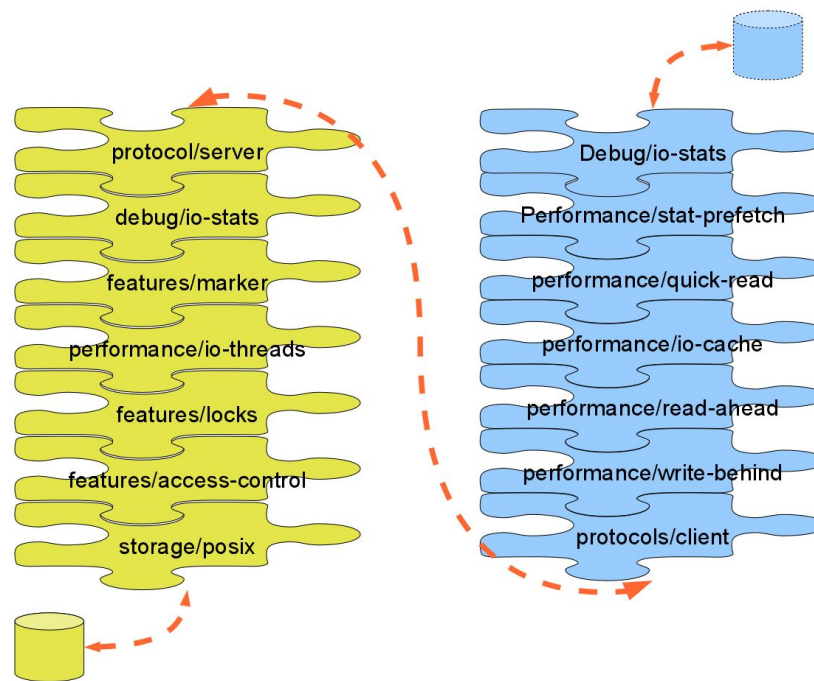 protocol/server
debug/io-stats
features/marker
performance/io-threads
features/locks
features/access-control
storage/posix
Debug/io-stats
Performance/stat-prefetch
performance/quick-read
performance/io-cache
performance/read-ahead
performance/write-behind
protocols/client